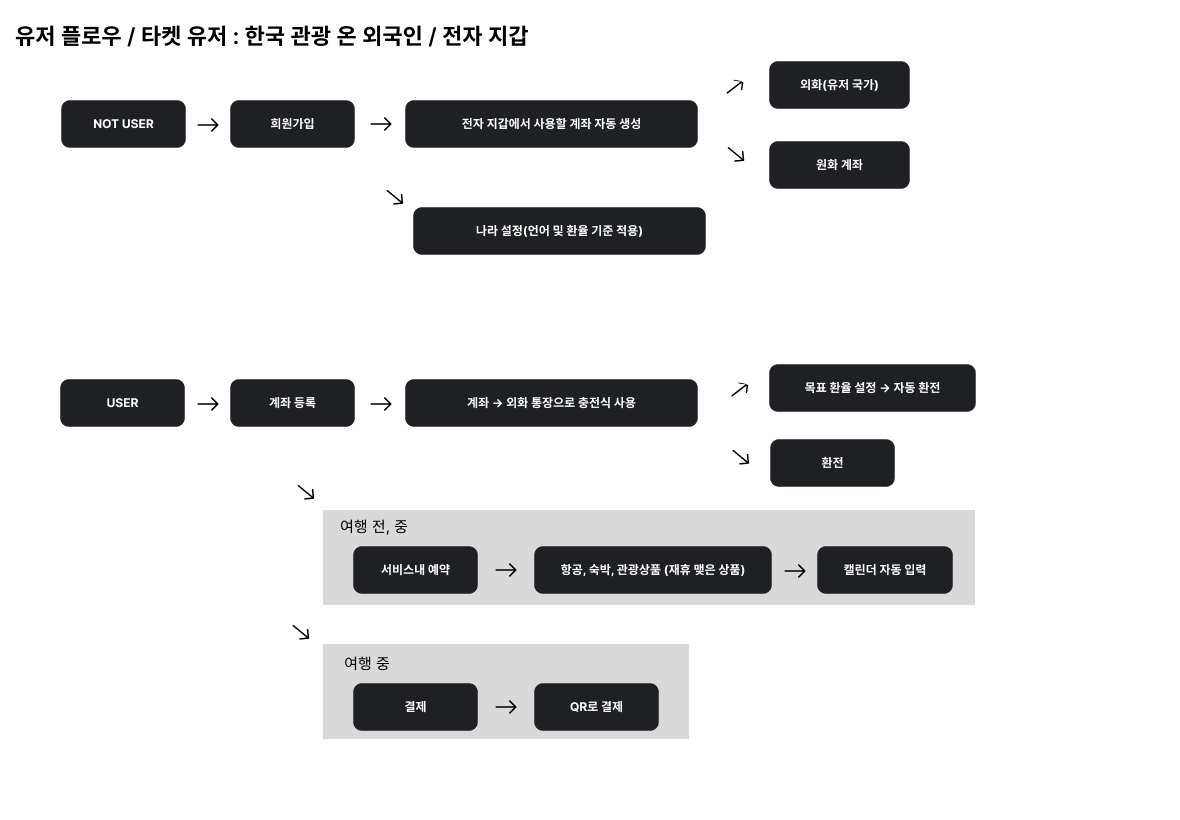 유저 플로우 / 타켓 유저 : 한국 관광 온 외국인 / 전자 지갑
NOT USER → 회원가입 → 전자 지갑에서 사용할 계좌 자동 생성
외화(유저 국가)
원화 계좌
나라 설정(언어 및 환율 기준 적용)
USER → 계좌 등록 → 계좌 → 외화 통장으로 충전식 사용
목표 환율 설정 → 자동 환전
환전
여행 전, 중
서비스내 예약 → 항공, 숙박, 관광상품 (재휴 맺은 상품) → 캘린더 자동 입력
여행 중
결제 → QR로 결제